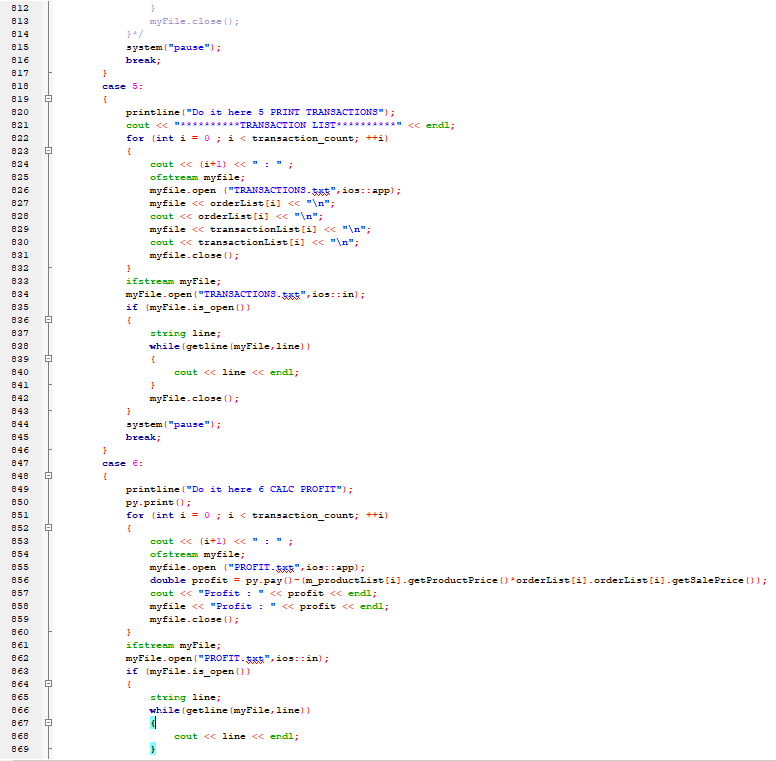 812 }
813 myFile.close();
814 }*/
815 system("pause");
816 break;
817 }
818 case 5:
819 {
820 printline("Do it here 5 PRINT TRANSACTIONS");
821 cout << "**********TRANSACTION LIST**********" << endl;
822 for (int i = 0 ; i < transaction_count; ++i)
823 {
824 cout << (i+1) << " : " ;
825 ofstream myfile;
826 myfile.open ("TRANSACTIONS.txt",ios::app);
827 myfile << orderList[i] << "\n";
828 cout << orderList[i] << "\n";
829 myfile << transactionList[i] << "\n";
830 cout << transactionList[i] << "\n";
831 myfile.close();
832 }
833 ifstream myFile;
834 myFile.open("TRANSACTIONS.txt",ios::in);
835 if (myFile.is_open())
836 {
837 string line;
838 while(getline(myFile,line))
839 {
840 cout << line << endl;
841 }
842 myFile.close();
843 }
844 system("pause");
845 break;
846 }
847 case 6:
848 {
849 printline("Do it here 6 CALC PROFIT");
850 py.print();
851 for (int i = 0 ; i < transaction_count; ++i)
852 {
853 cout << (i+1) << " : " ;
854 ofstream myfile;
855 myfile.open ("PROFIT.txt",ios::app);
856 double profit = py.pay()-(m_productList[i].getProductPrice()*orderList[i].orderList[i].getSalePrice());
857 cout << "Profit : " << profit << endl;
858 myfile << "Profit : " << profit << endl;
859 myfile.close();
860 }
861 ifstream myFile;
862 myFile.open("PROFIT.txt",ios::in);
863 if (myFile.is_open())
864 {
865 string line;
866 while(getline(myFile,line))
867 {
868 cout << line << endl;
869 }